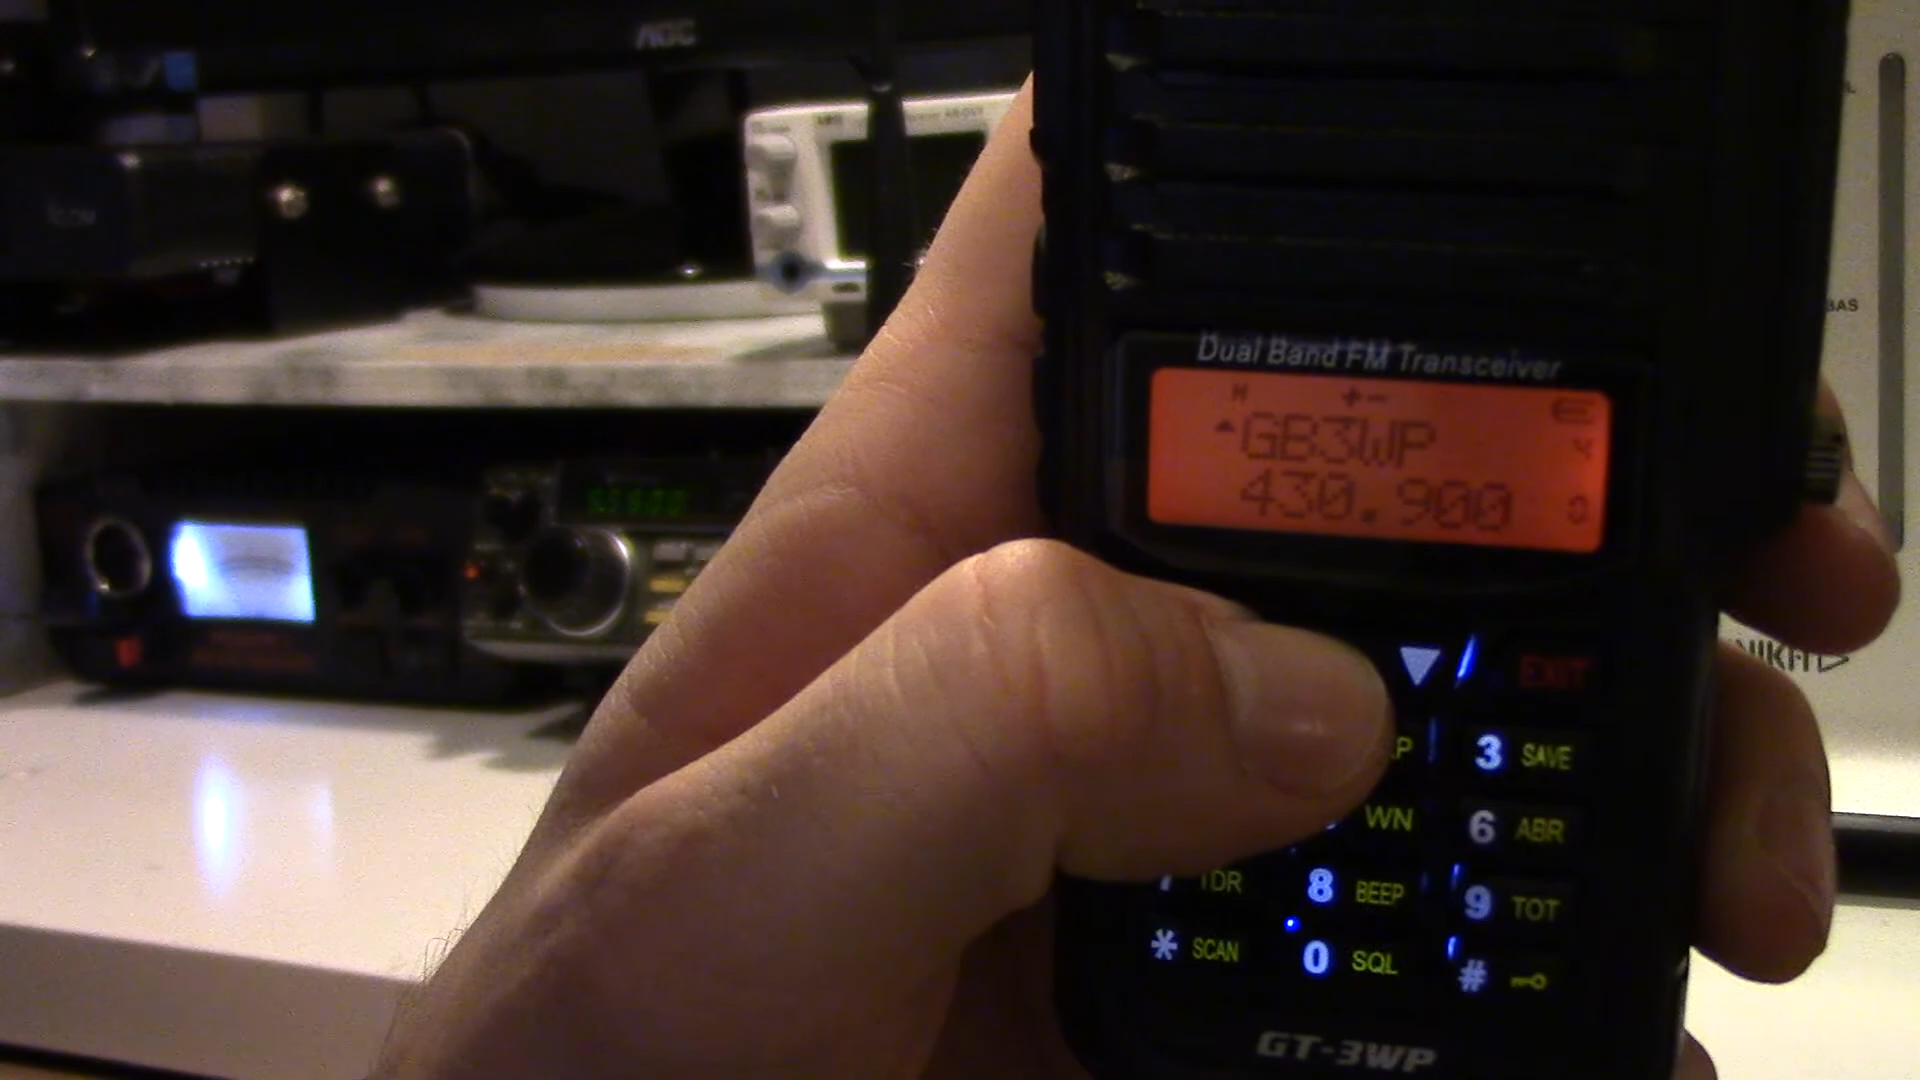 AOC
ICOM
Dual Band FM Transceiver
H +-
GB3WP
430.900
EXIT
3 SAVE
WN
6 ABR
TDR
8 BEEP
9 TOT
* SCAN
0 SQL
#
GT-3WP